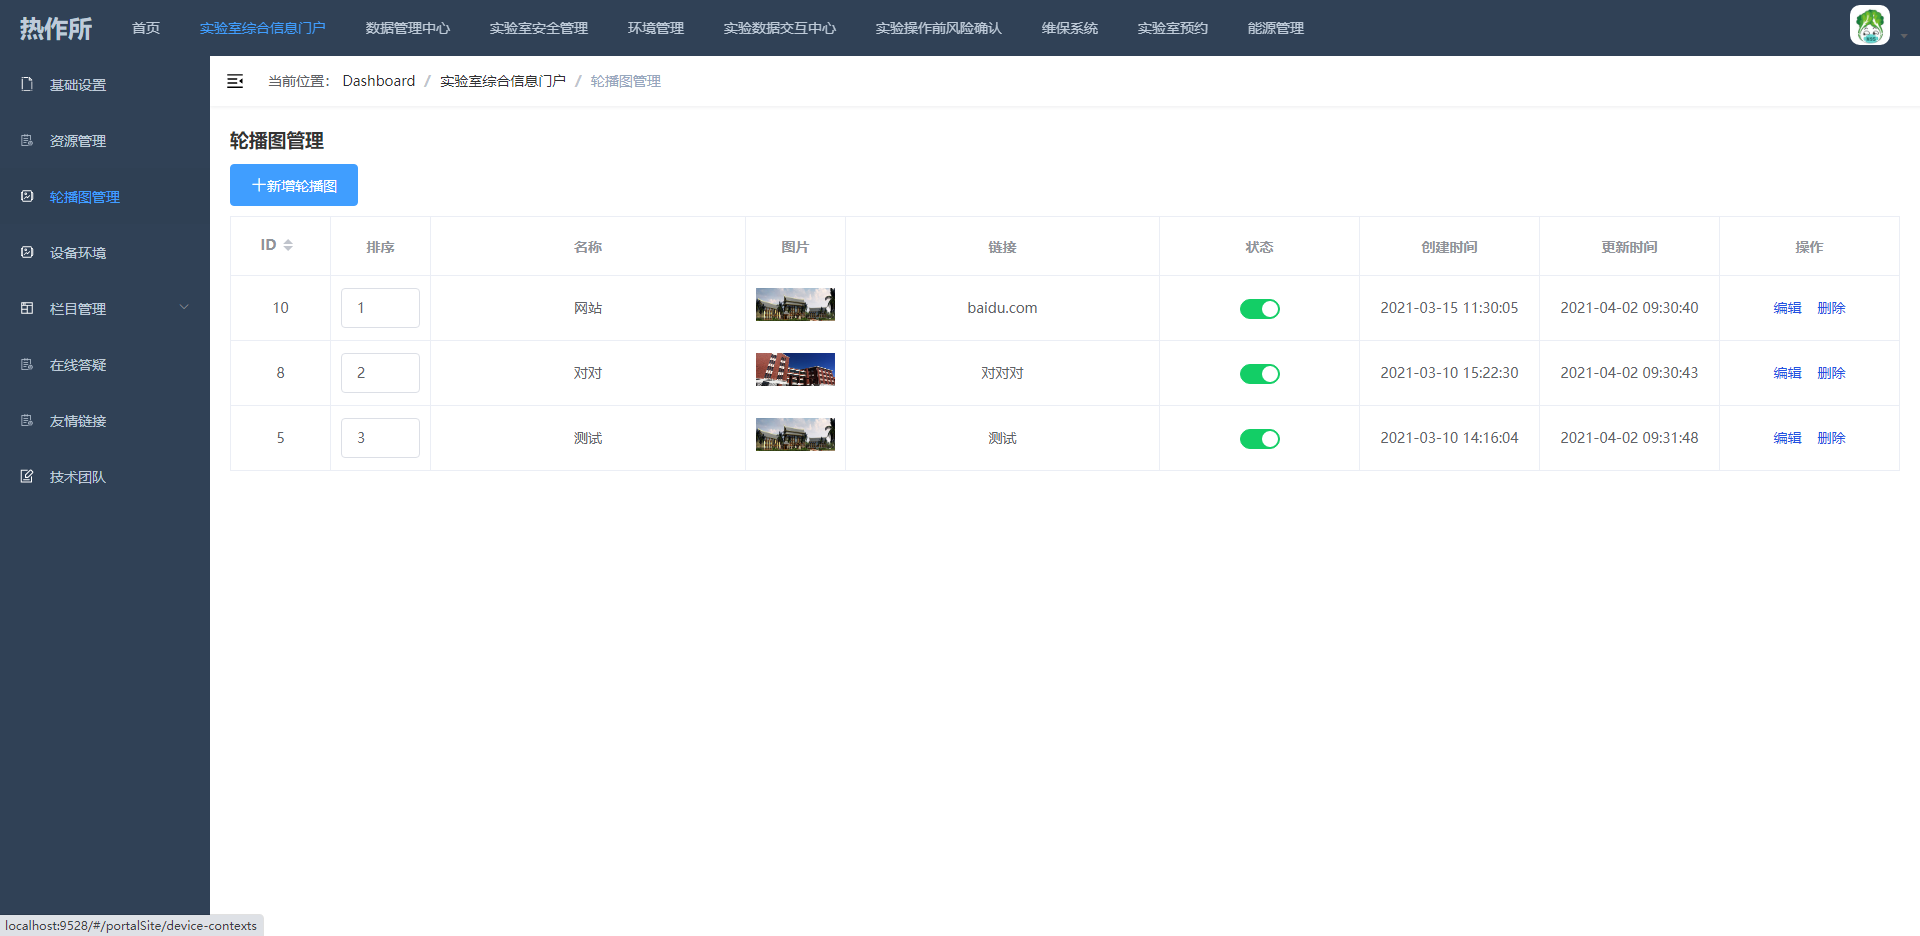 热作所 首页 实验室综合信息门户 数据管理中心 实验室安全管理 环境管理 实验数据交互中心 实验操作前风险确认 维保系统 实验室预约 能源管理
基础设置
资源管理
轮播图管理
设备环境
栏目管理
在线答疑
友情链接
技术团队
当前位置： Dashboard / 实验室综合信息门户 / 轮播图管理
轮播图管理
新增轮播图
ID 排序 名称 图片 链接 状态 创建时间 更新时间 操作
10 1 网站 baidu.com 2021-03-15 11:30:05 2021-04-02 09:30:40 编辑 删除
8 2 对对 对对对 2021-03-10 15:22:30 2021-04-02 09:30:43 编辑 删除
5 3 测试 测试 2021-03-10 14:16:04 2021-04-02 09:31:48 编辑 删除
localhost:9528/#/portalSite/device-contexts